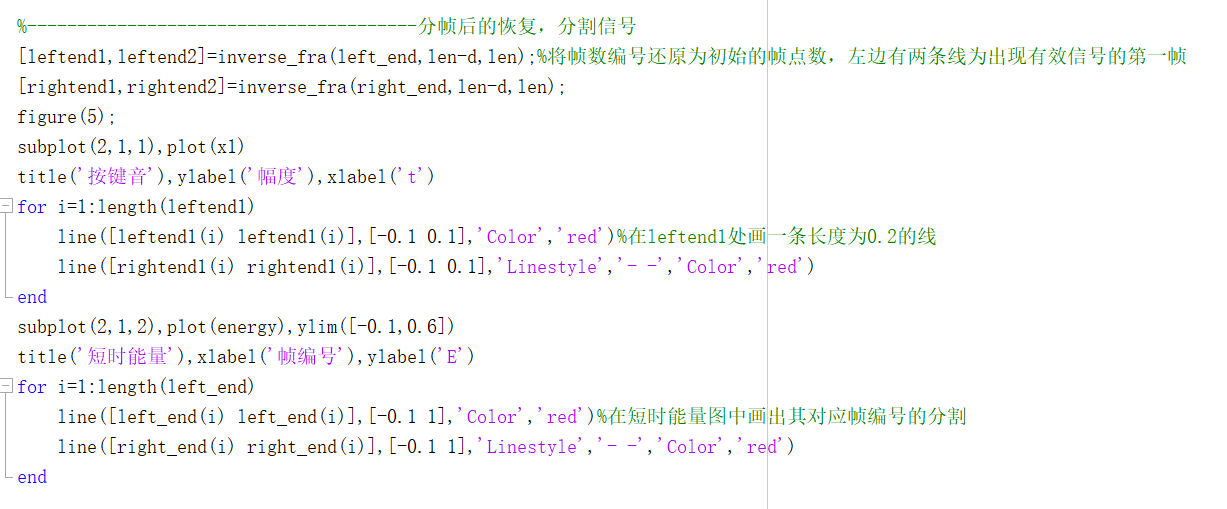 %---------------------------------------分帧后的恢复，分割信号
[leftend1,leftend2]=inverse_fra(left_end,len-d,len);%将帧数编号还原为初始的帧点数，左边有两条线为出现有效信号的第一帧
[rightend1,rightend2]=inverse_fra(right_end,len-d,len);
figure(5);
subplot(2,1,1),plot(x1)
title('按键音'),ylabel('幅度'),xlabel('t')
for i=1:length(leftend1)
    line([leftend1(i) leftend1(i)],[-0.1 0.1],'Color','red')%在leftend1处画一条长度为0.2的线
    line([rightend1(i) rightend1(i)],[-0.1 0.1],'Linestyle','- -','Color','red')
end
subplot(2,1,2),plot(energy),ylim([-0.1,0.6])
title('短时能量'),xlabel('帧编号'),ylabel('E')
for i=1:length(left_end)
    line([left_end(i) left_end(i)],[-0.1 1],'Color','red')%在短时能量图中画出其对应帧编号的分割
    line([right_end(i) right_end(i)],[-0.1 1],'Linestyle','- -','Color','red')
end